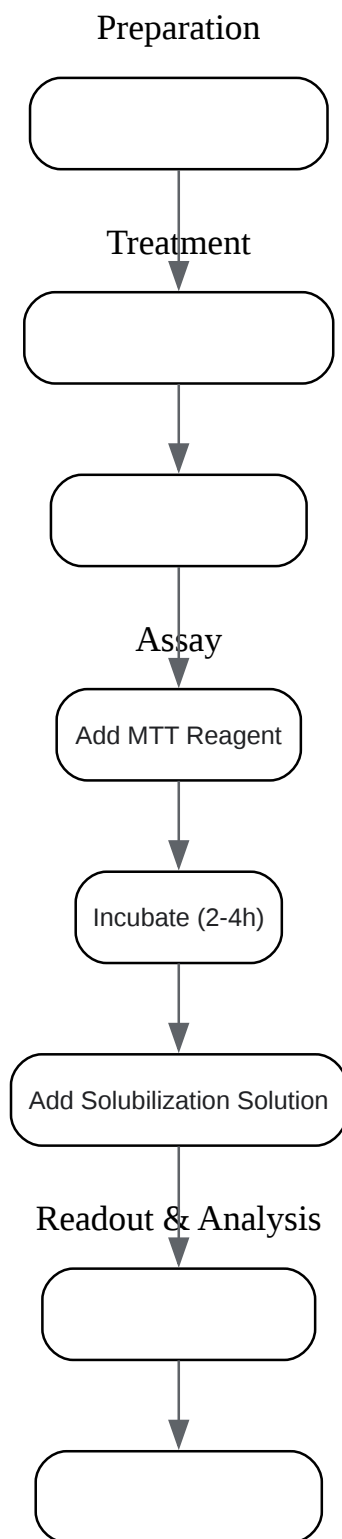 Preparation
Treatment
Assay
Add MTT Reagent
Incubate (2-4h)
Add Solubilization Solution
Readout & Analysis